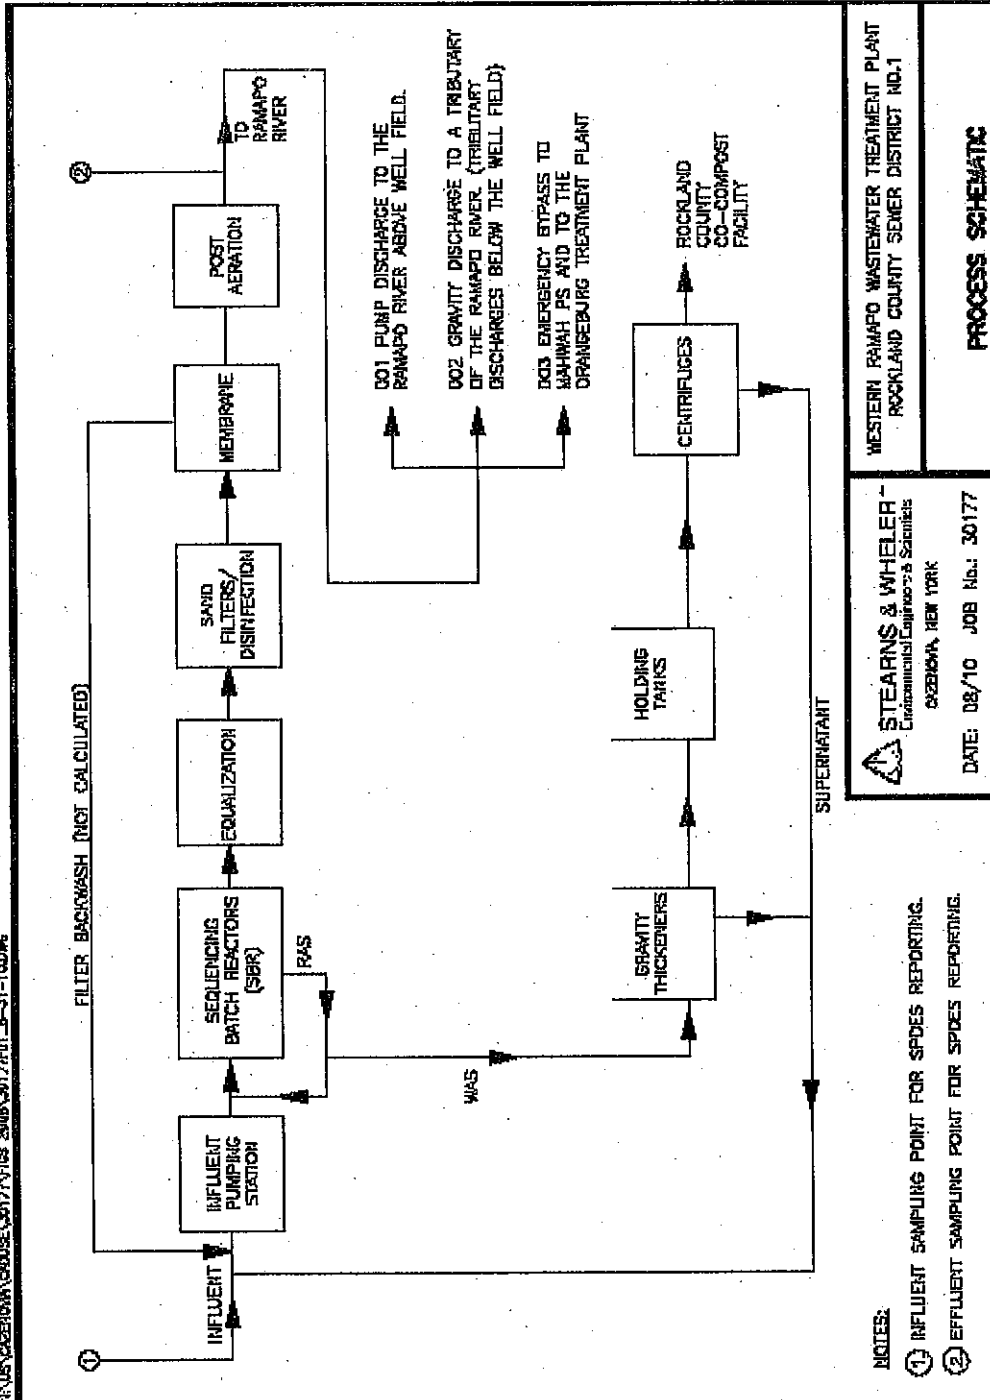 FILTER BACKWASH (NOT CALCULATED)
①
INFLUENT
INFLUENT
PUMPING
STATION
SEQUENCING
BATCH REACTORS
(SBR)
EQUALIZATION
SAND
FILTERS/
DISINFECTION
MEMBRANE
POST
AERATION
②
TO
RAMAPO
RIVER
RAS
WAS
001 PUMP DISCHARGE TO THE
RAMAPO RIVER ABOVE WELL FIELD.
002 GRAVITY DISCHARGE TO A TRIBUTARY
OF THE RAMAPO RIVER. (TRIBUTARY
DISCHARGES BELOW THE WELL FIELD)
003 EMERGENCY BYPASS TO
MAHWAH PS AND TO THE
ORANGEBURG TREATMENT PLANT
GRAVITY
THICKENERS
HOLDING
TANKS
CENTRIFUGES
ROCKLAND
COUNTY
CO-COMPOST
FACILITY
SUPERNATANT
NOTES:
① INFLUENT SAMPLING POINT FOR SPDES REPORTING.
② EFFLUENT SAMPLING POINT FOR SPDES REPORTING.
STEARNS & WHELER
Environmental Engineers & Scientists
CAZENOVIA, NEW YORK
DATE: 08/10 JOB No.: 30177
WESTERN RAMAPO WASTEWATER TREATMENT PLANT
ROCKLAND COUNTY SEWER DISTRICT NO.1
PROCESS SCHEMATIC